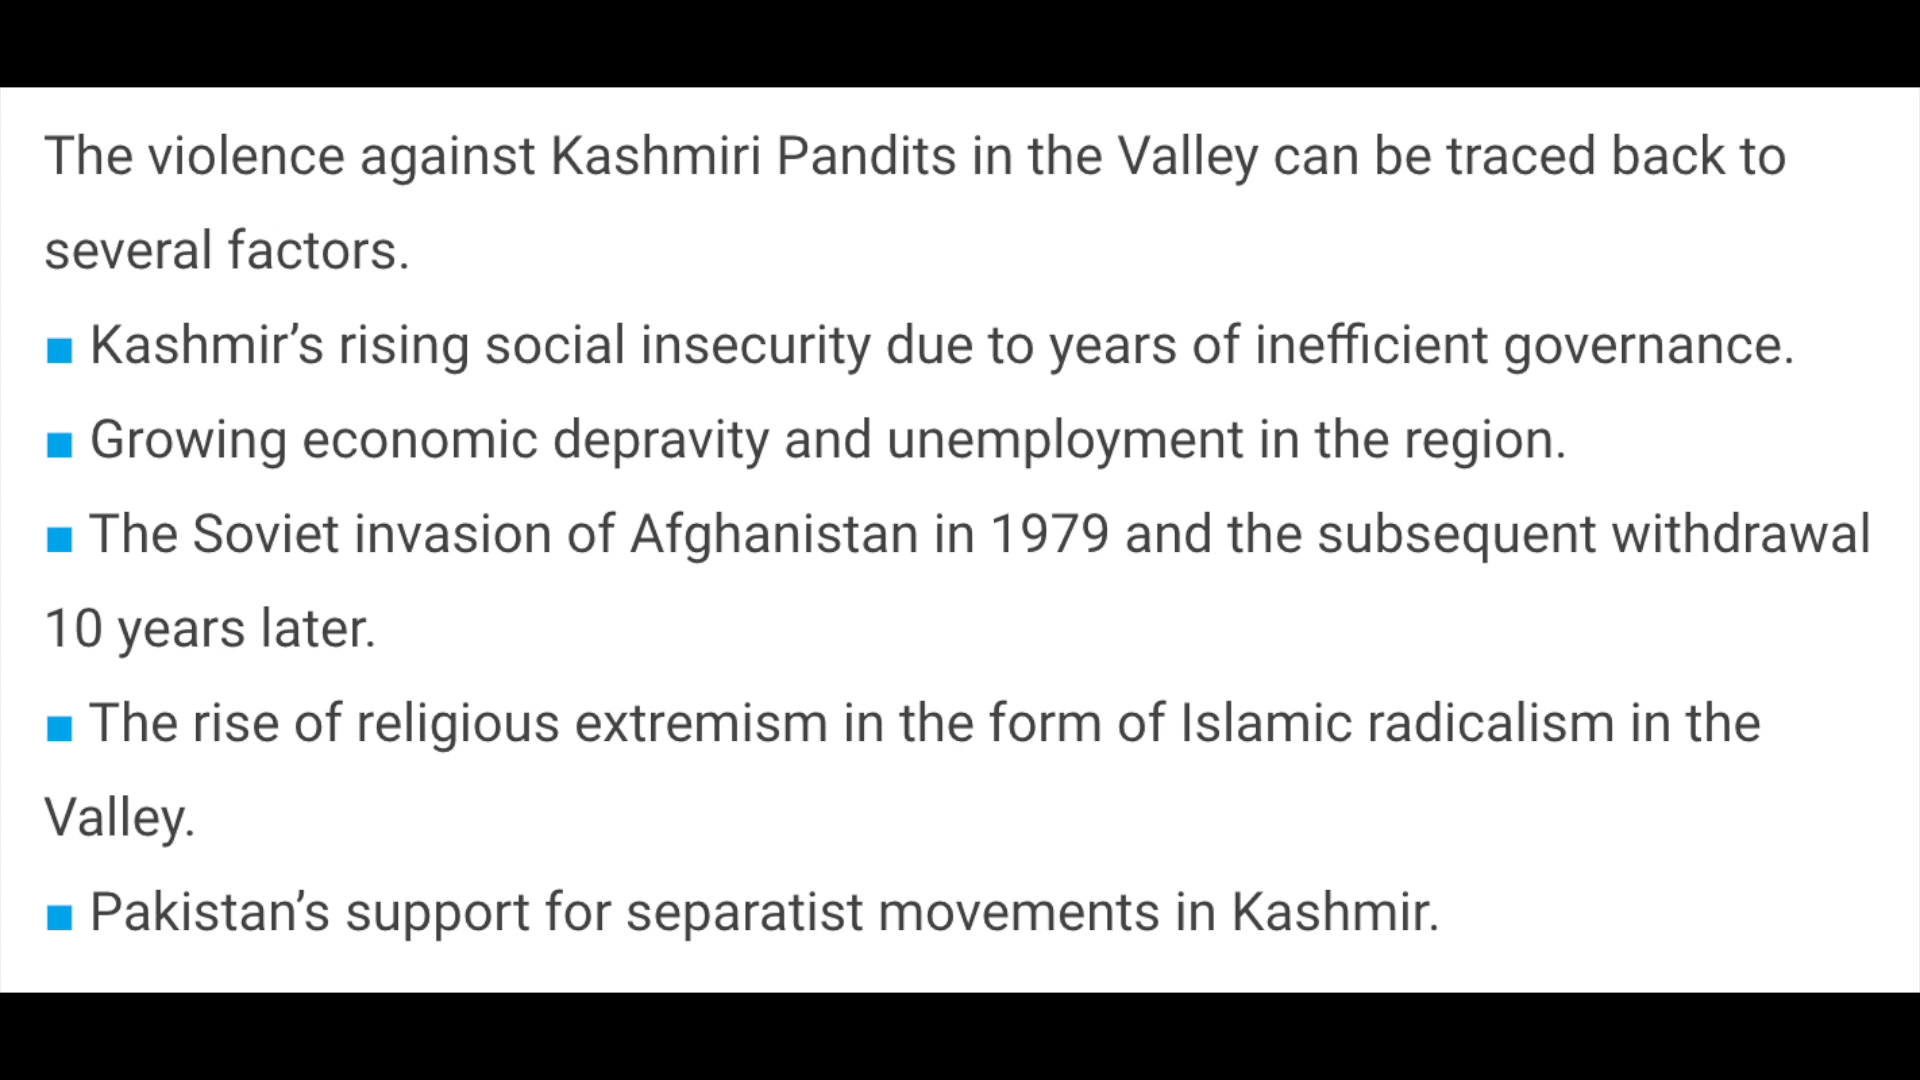 The violence against Kashmiri Pandits in the Valley can be traced back to
several factors.
■ Kashmir’s rising social insecurity due to years of inefficient governance.
■ Growing economic depravity and unemployment in the region.
■ The Soviet invasion of Afghanistan in 1979 and the subsequent withdrawal
10 years later.
■ The rise of religious extremism in the form of Islamic radicalism in the
Valley.
■ Pakistan’s support for separatist movements in Kashmir.